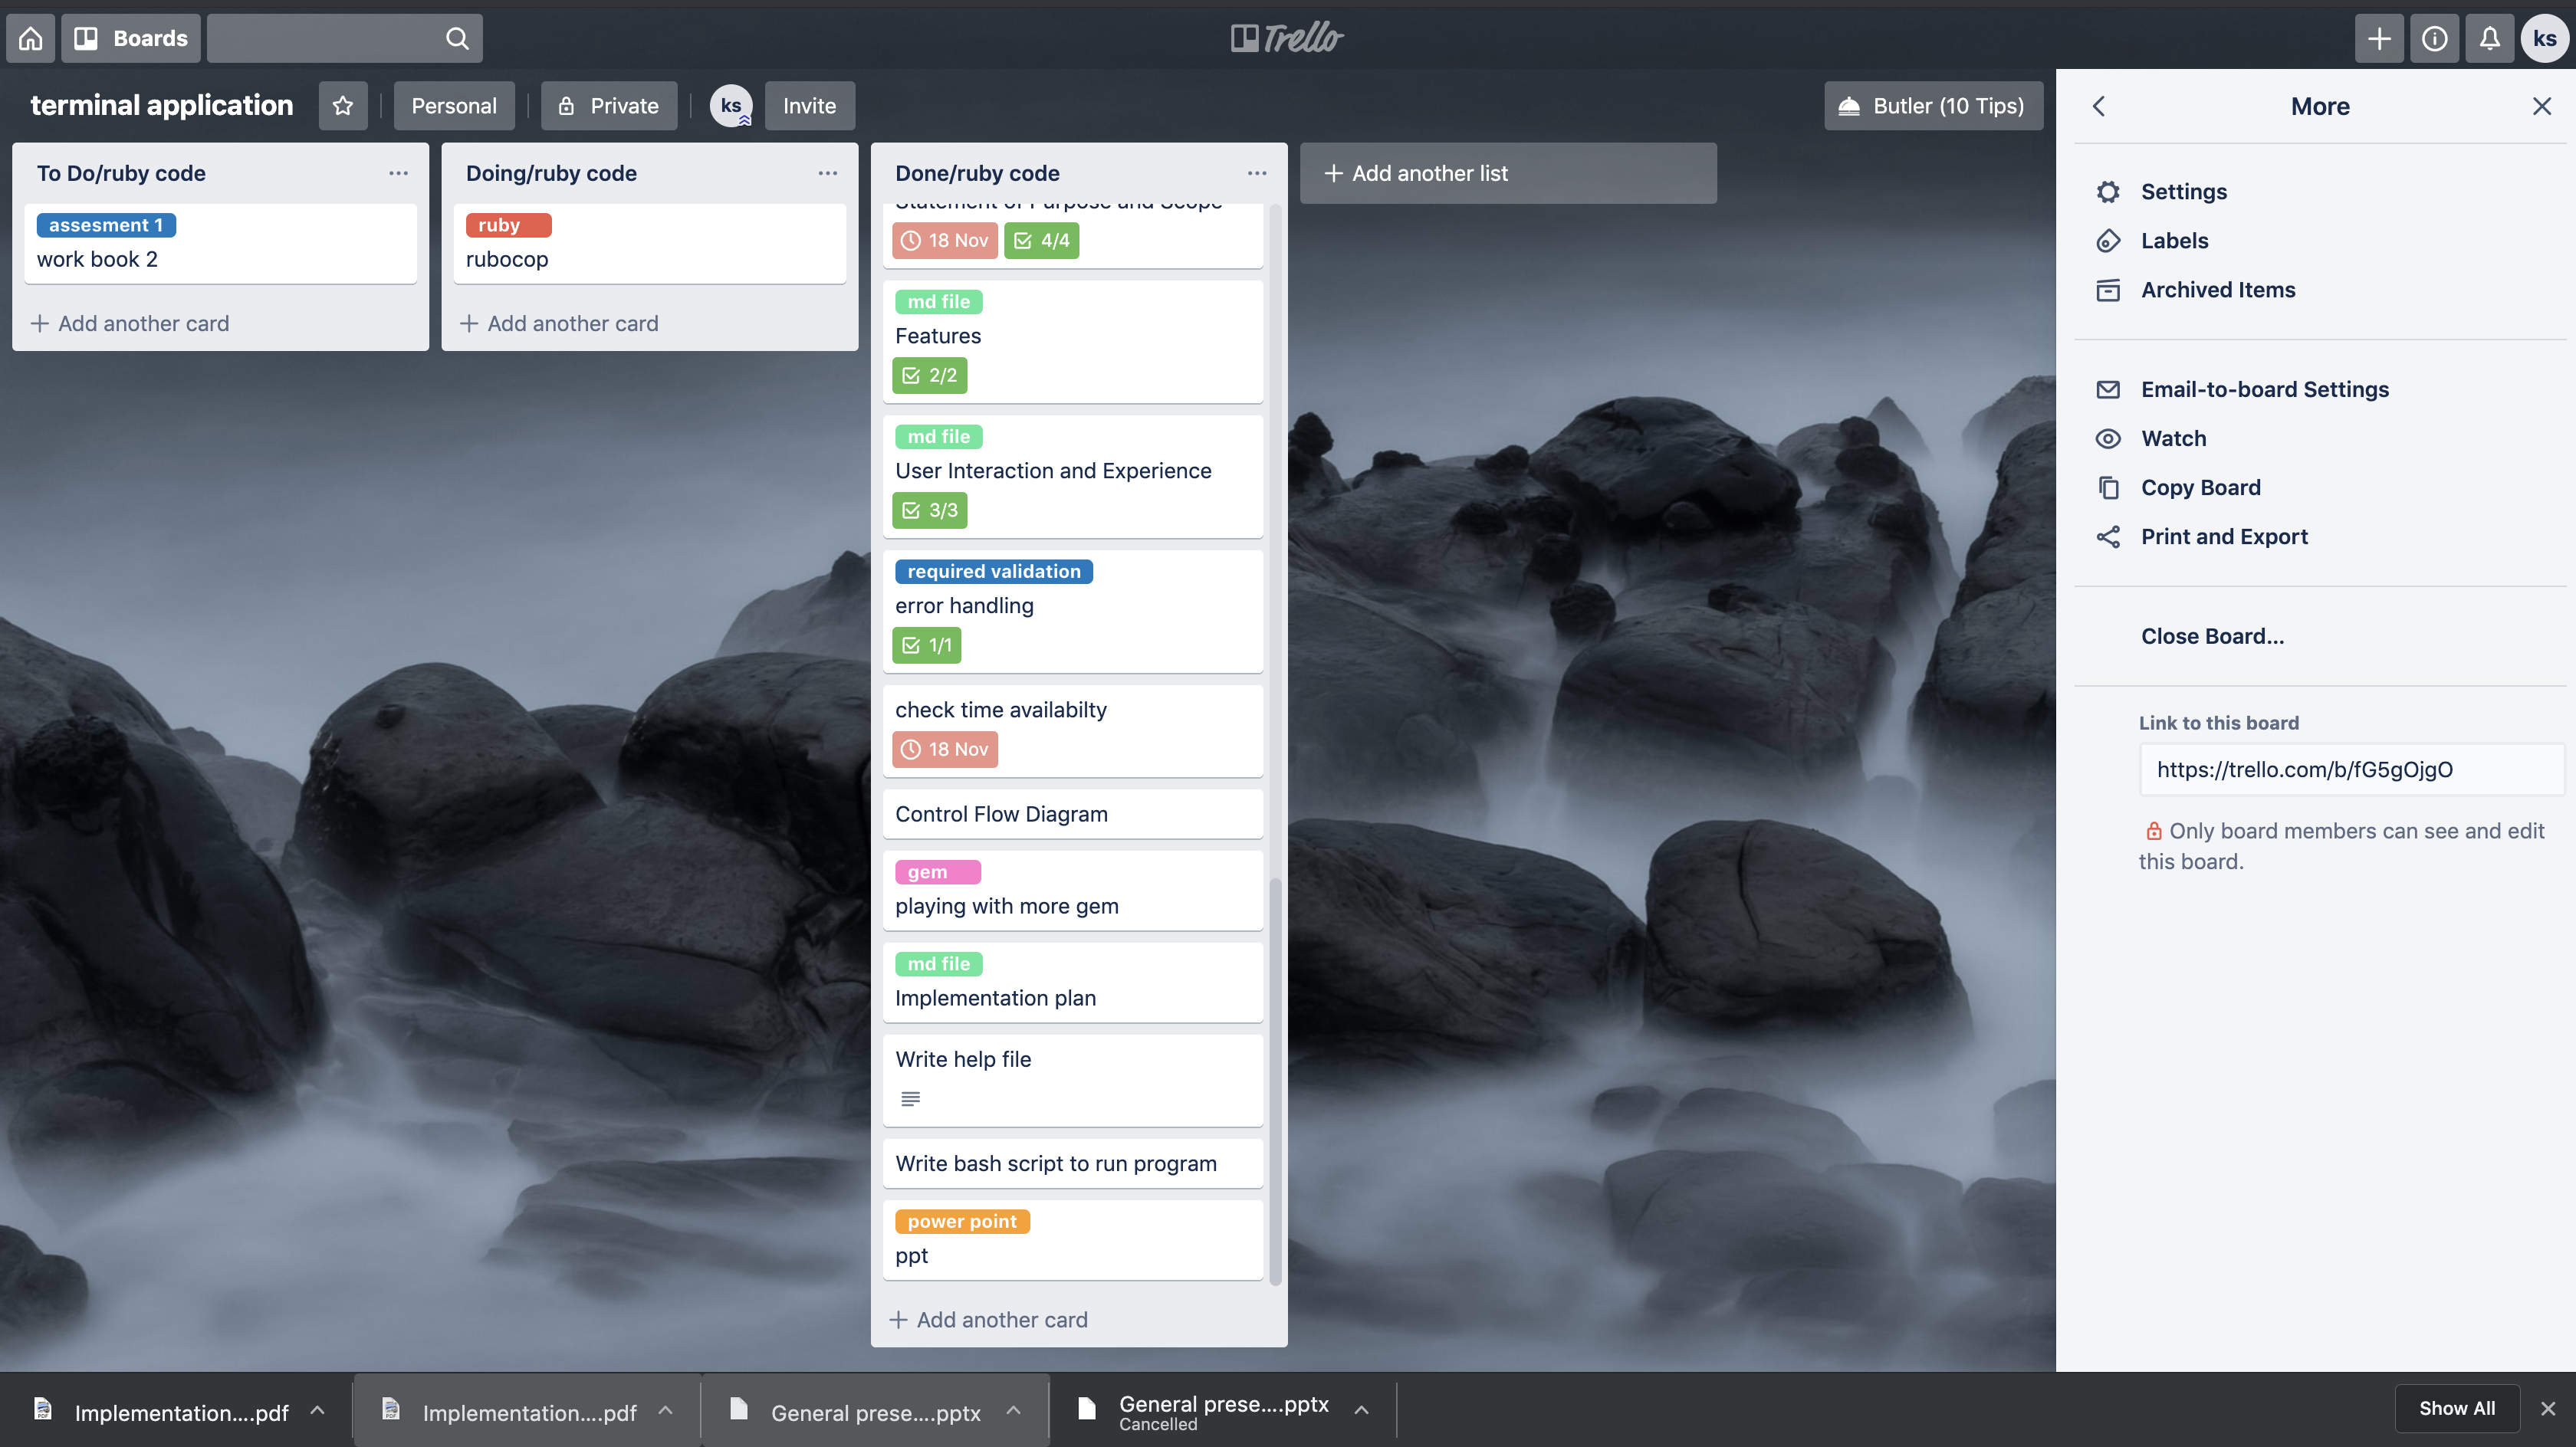 Boards
Trello
ks
terminal application
Personal
Private
ks
Invite
Butler (10 Tips)
To Do/ruby code
assesment 1
work book 2
Add another card
Doing/ruby code
ruby
rubocop
Add another card
Done/ruby code
Statement of Purpose and Scope
18 Nov
4/4
md file
Features
2/2
md file
User Interaction and Experience
3/3
required validation
error handling
1/1
check time availabilty
18 Nov
Control Flow Diagram
gem
playing with more gem
md file
Implementation plan
Write help file
Write bash script to run program
power point
ppt
Add another card
Add another list
More
Settings
Labels
Archived Items
Email-to-board Settings
Watch
Copy Board
Print and Export
Close Board...
Link to this board
https://trello.com/b/fG5gOjgO
Only board members can see and edit
this board.
Implementation....pdf
Implementation....pdf
General prese....pptx
General prese....pptx
Cancelled
Show All